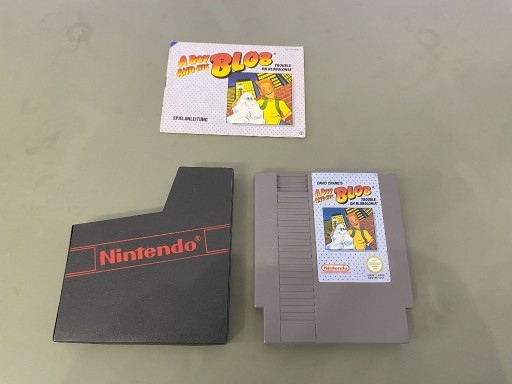 A BOY
AND HIS
BLOB
TROUBLE
ON BLOBOLONIA
SPIELANLEITUNG
Nintendo®
DAVID CRANE'S
A BOY
AND HIS
BLOB
TROUBLE
ON BLOBOLONIA
Nintendo